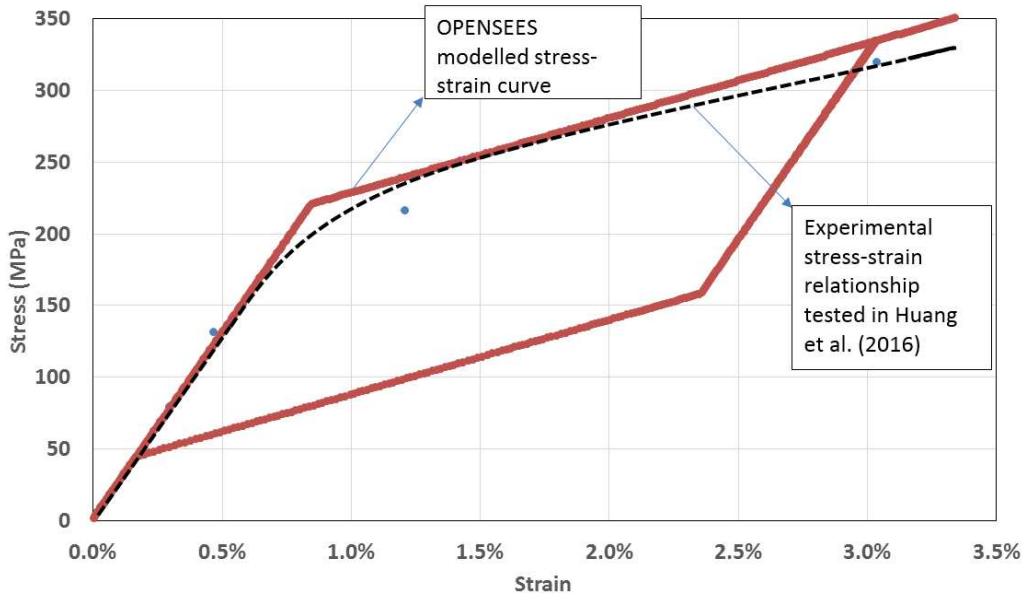 350
300
250
200
150
100
50
0
Stress (MPa)
OPENSEES
modelled stress-
strain curve
Experimental
stress-strain
relationship
tested in Huang
et al. (2016)
0.0% 0.5% 1.0% 1.5% 2.0% 2.5% 3.0% 3.5%
Strain